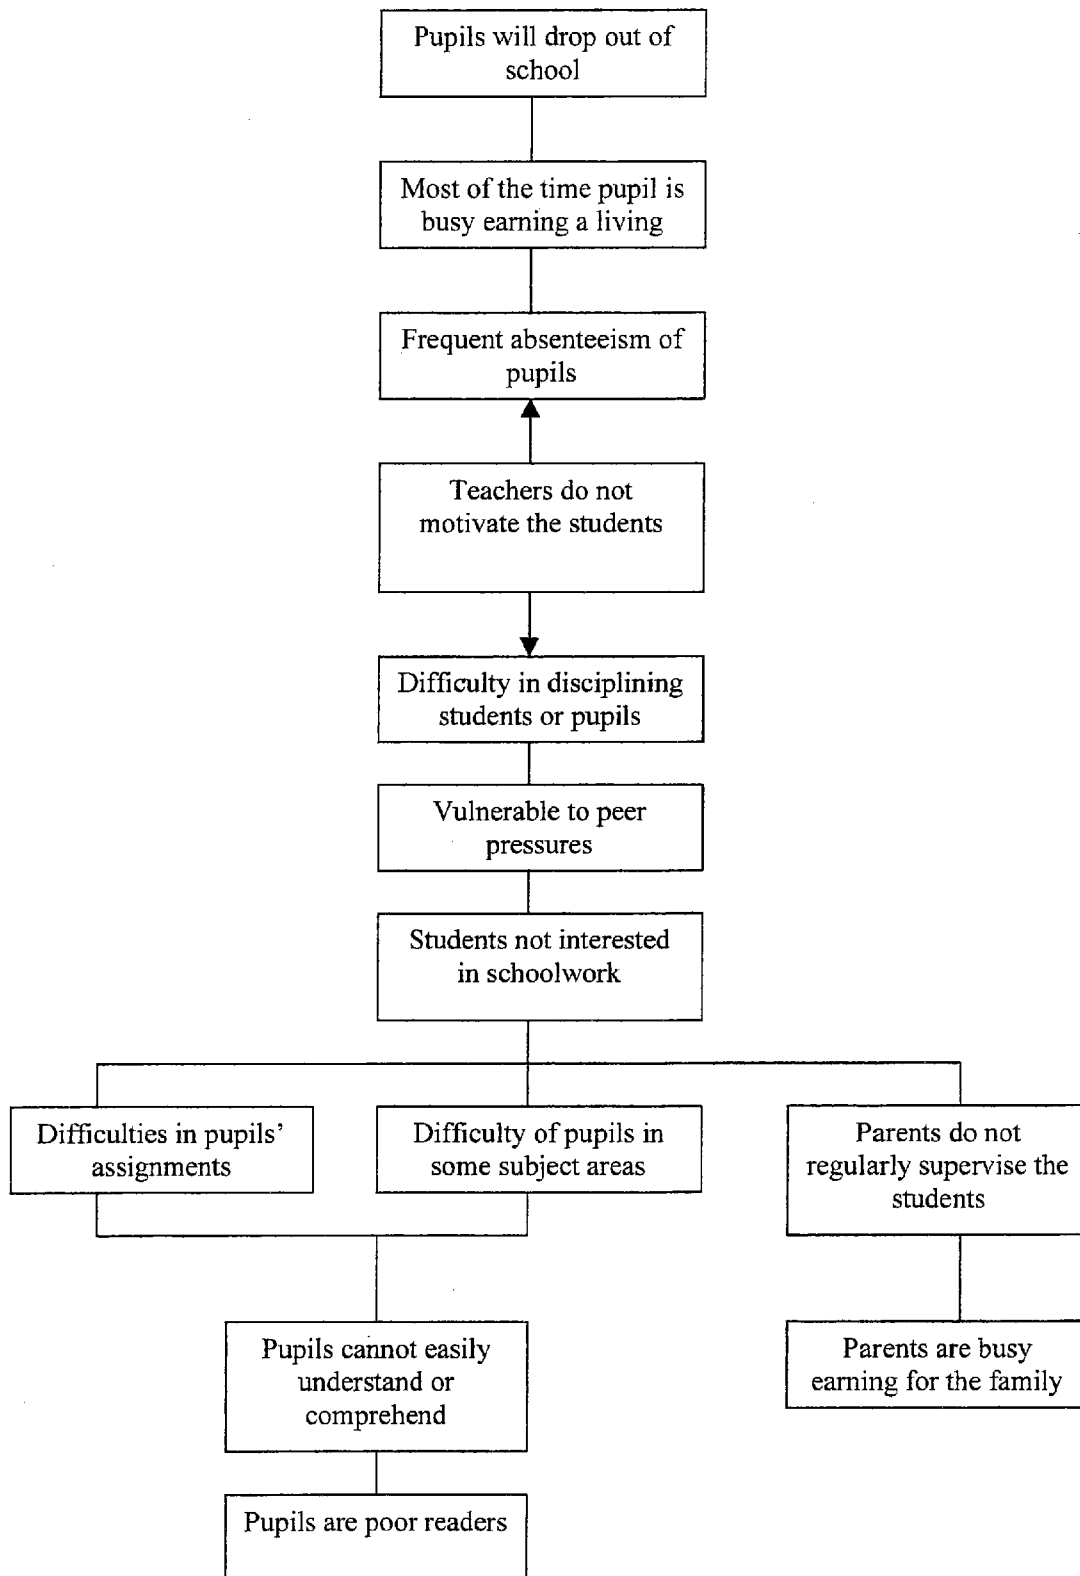 Pupils will drop out of
school
Most of the time pupil is
busy earning a living
Frequent absenteeism of
pupils
Teachers do not
motivate the students
Difficulty in disciplining
students or pupils
Vulnerable to peer
pressures
Students not interested
in schoolwork
Difficulties in pupils’
assignments
Difficulty of pupils in
some subject areas
Parents do not
regularly supervise the
students
Pupils cannot easily
understand or
comprehend
Parents are busy
earning for the family
Pupils are poor readers